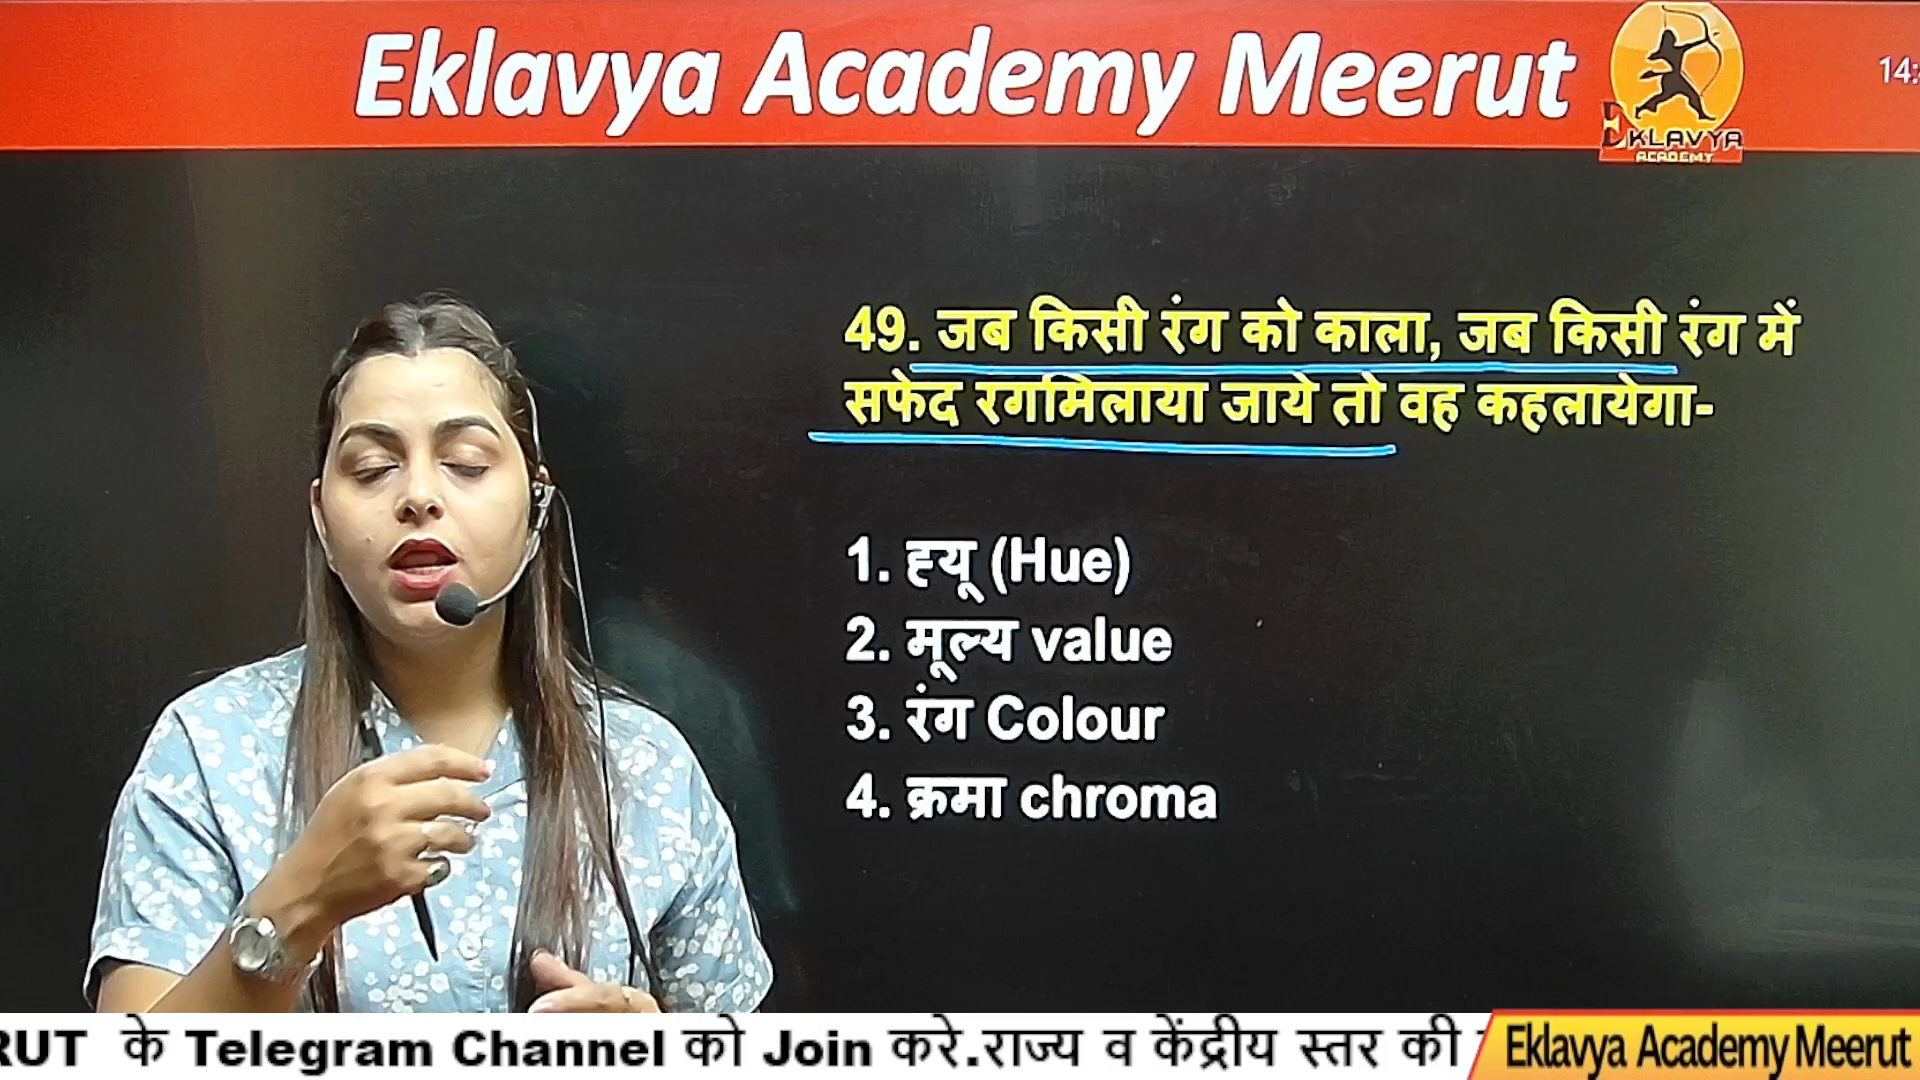 Eklavya Academy Meerut
EKLAVYA
ACADEMY
14:
49. जब किसी रंग को काला, जब किसी रंग में
सफेद रगमिलाया जाये तो वह कहलायेगा-
1. ह्यू (Hue)
2. मूल्य value
3. रंग Colour
4. क्रमा chroma
RUT के Telegram Channel को Join करे.राज्य व केंद्रीय स्तर की
Eklavya Academy Meerut